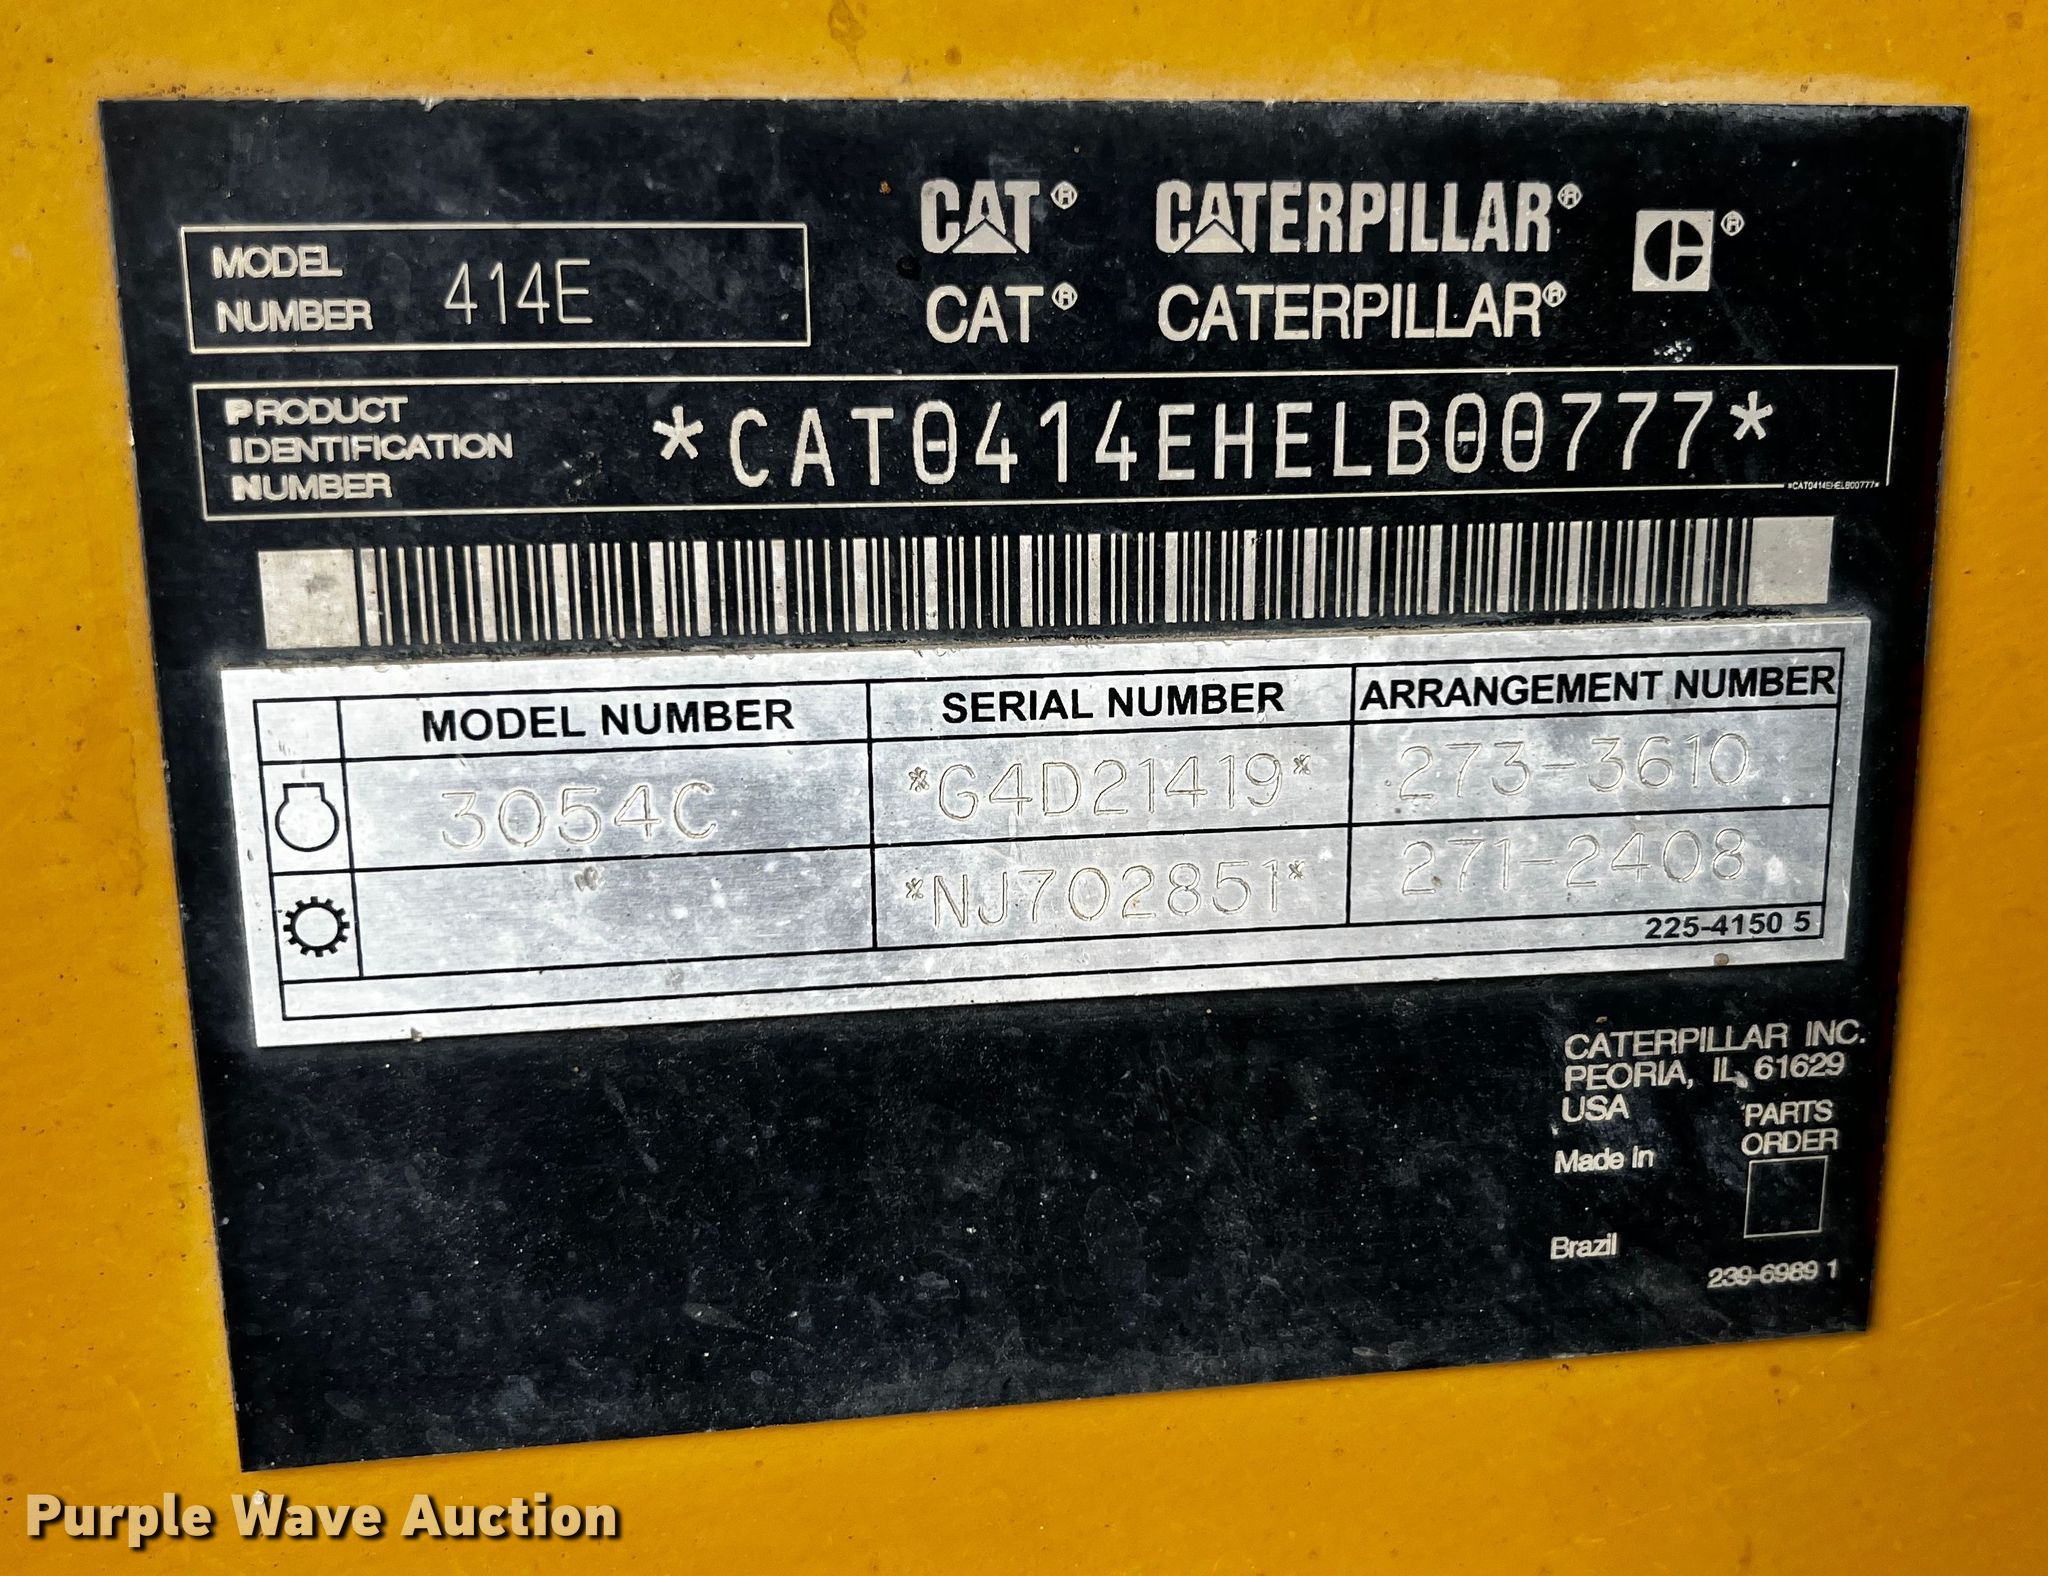 CAT® CATERPILLAR® ®
CAT® CATERPILLAR®
MODEL
NUMBER 414E
PRODUCT
IDENTIFICATION
NUMBER
*CAT0414EHELB00777*
*CAT0414EHELB00777*
MODEL NUMBER SERIAL NUMBER ARRANGEMENT NUMBER
3054C *G4D21419* 273-3610
*NJ702851* 271-2408
225-4150 5
CATERPILLAR INC.
PEORIA, IL 61629
USA
PARTS
ORDER
Made in
Brazil
239-6989 1
Purple Wave Auction